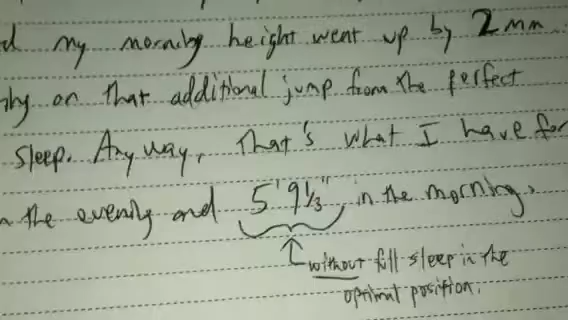 my morning height went up by 2mm
on that additional jump from the perfect
sleep. Anyway, that's what I have for
the evening and 5'9⅓" in the morning,
without full sleep in the
optimal position.